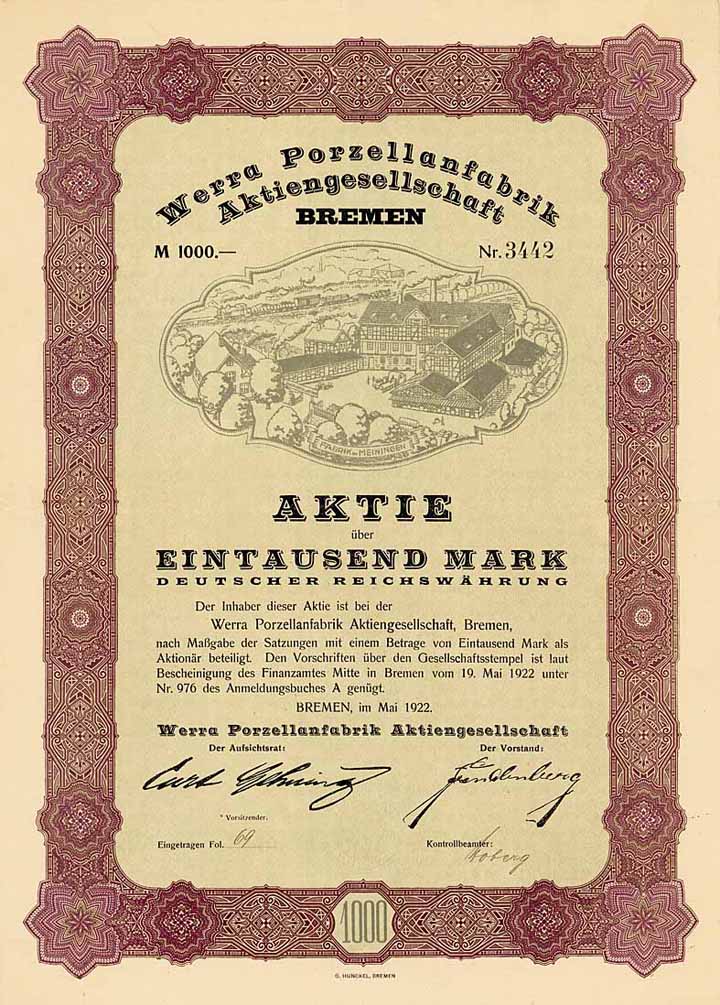 Werra Porzellanfabrik
Aktiengesellschaft
BREMEN
M 1000.— Nr. 3442
FABRIK IN MEININGEN
AKTIE
über
EINTAUSEND MARK
DEUTSCHER REICHSWÄHRUNG
Der Inhaber dieser Aktie ist bei der
Werra Porzellanfabrik Aktiengesellschaft, Bremen,
nach Maßgabe der Satzungen mit einem Betrage von Eintausend Mark als
Aktionär beteiligt. Den Vorschriften über den Gesellschaftsstempel ist laut
Bescheinigung des Finanzamtes Mitte in Bremen vom 19. Mai 1922 unter
Nr. 976 des Anmeldungsbuches A genügt.
BREMEN, im Mai 1922.
Werra Porzellanfabrik Aktiengesellschaft
Der Aufsichtsrat: Der Vorstand:
Curt
* Vorsitzender.
Eingetragen Fol. 69 Kontrollbeamter:
1000
G. HUNCKEL, BREMEN